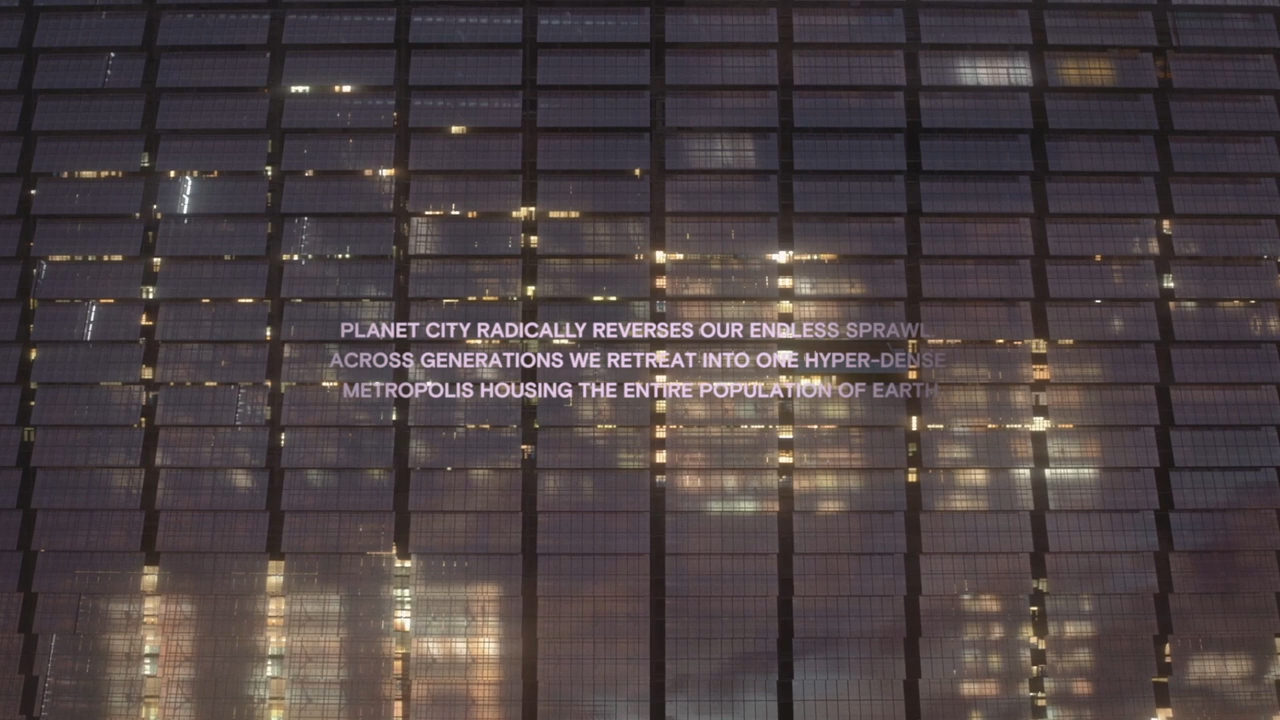 PLANET CITY RADICALLY REVERSES OUR ENDLESS SPRAWL
ACROSS GENERATIONS WE RETREAT INTO ONE HYPER-DENSE
METROPOLIS HOUSING THE ENTIRE POPULATION OF EARTH